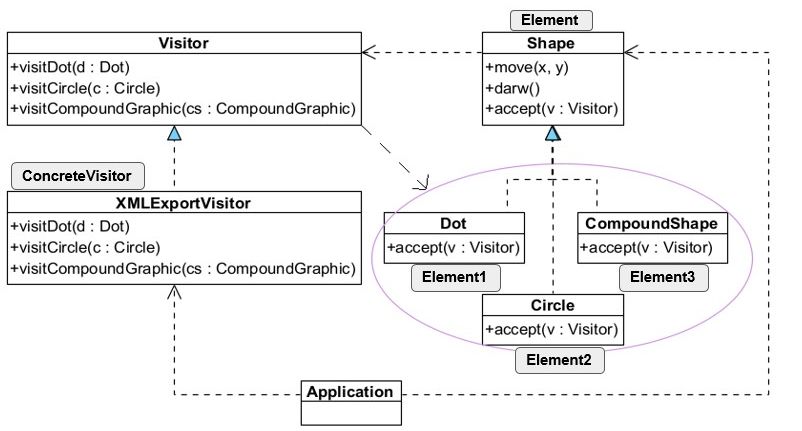 Element
Visitor
+visitDot(d : Dot)
+visitCircle(c : Circle)
+visitCompoundGraphic(cs : CompoundGraphic)
Shape
+move(x, y)
+darw()
+accept(v : Visitor)
ConcreteVisitor
XMLExportVisitor
+visitDot(d : Dot)
+visitCircle(c : Circle)
+visitCompoundGraphic(cs : CompoundGraphic)
Dot
+accept(v : Visitor)
Element1
CompoundShape
+accept(v : Visitor)
Element3
Circle
+accept(v : Visitor)
Element2
Application